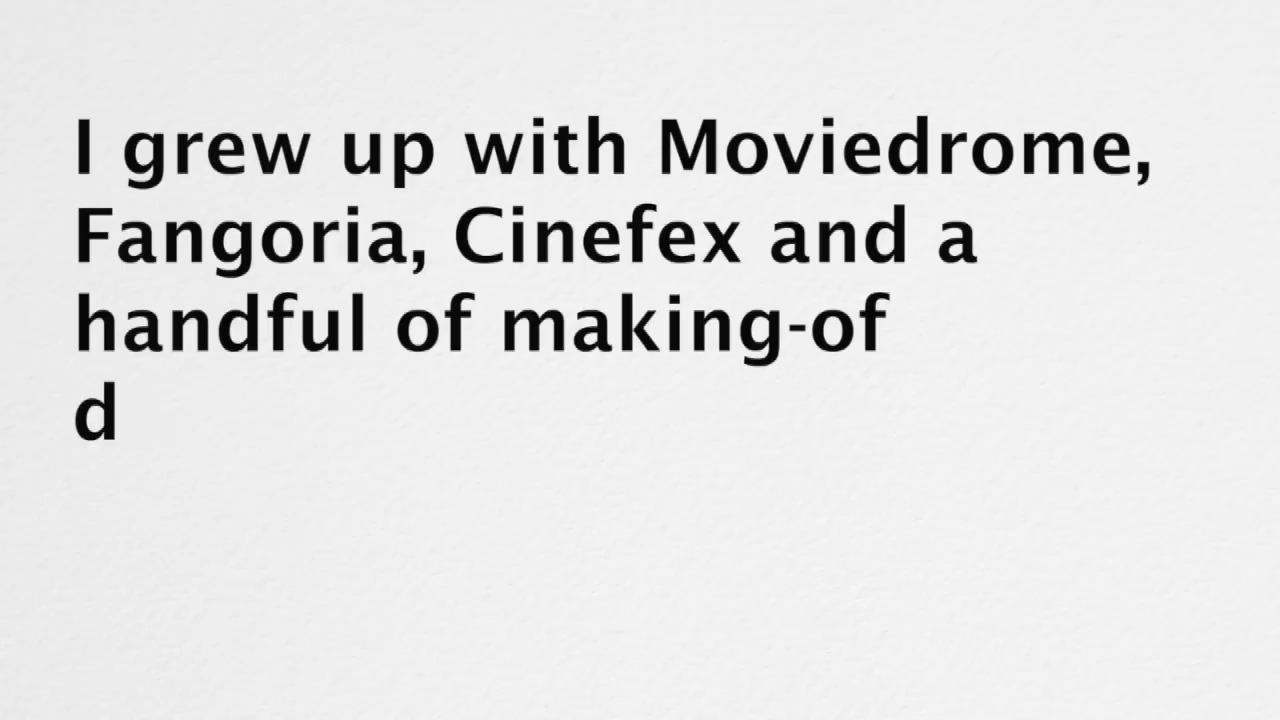 I grew up with Moviedrome,
Fangoria, Cinefex and a
handful of making-of
d